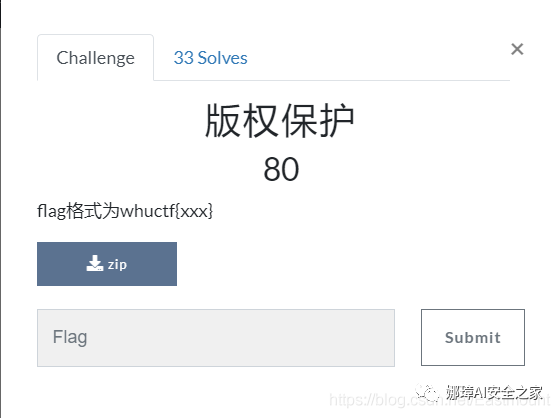 Challenge
33 Solves
×
版权保护
80
flag格式为whuctf{xxx}
zip
Flag
Submit
娜璋AI安全之家
https://blog.csdn.net/Eastmount